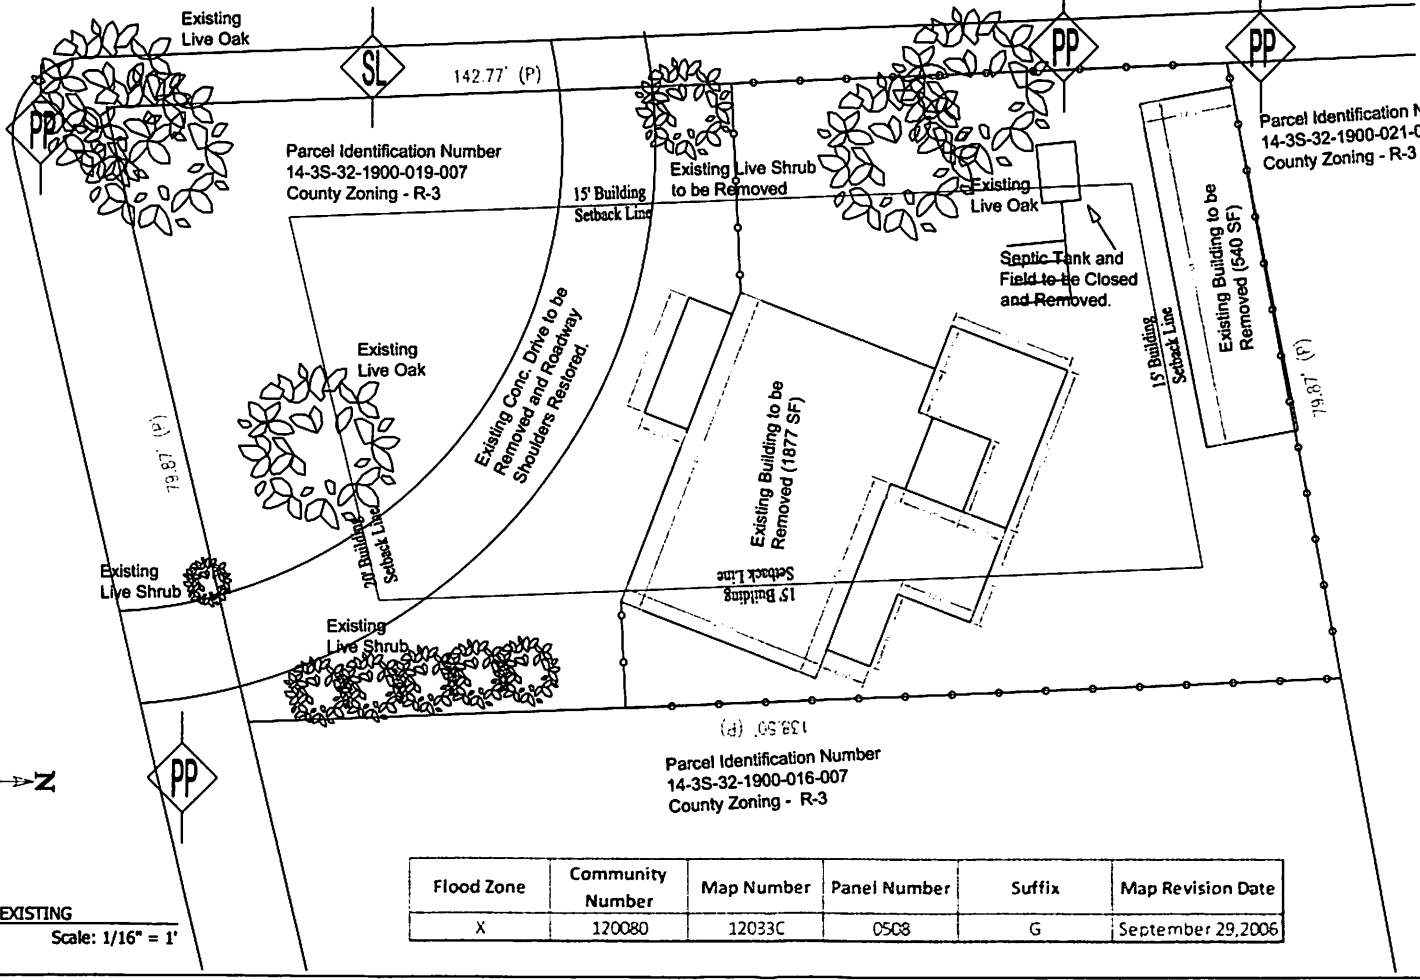 Existing
Live Oak
SL
142.77' (P)
PP
PP
PP
Parcel Identification Number
14-3S-32-1900-019-007
County Zoning - R-3
Existing Live Shrub
to be Removed
15' Building
Setback Line
Existing
Live Oak
Parcel Identification N
14-3S-32-1900-021-0
County Zoning - R-3
Septic Tank and
Field to be Closed
and Removed.
Existing Building to be
Removed (540 SF)
15' Building
Setback Line
79.87' (P)
Existing
Live Oak
Existing Conc. Drive to be
Removed and Roadway
Shoulders Restored.
Existing Building to be
Removed (1877 SF)
79.87' (P)
20' Building
Setback Line
15' Building
Setback Line
Existing
Live Shrub
Existing
Live Shrub
138.50' (P)
PP
Parcel Identification Number
14-3S-32-1900-016-007
County Zoning - R-3
N
Flood Zone
Community
Number
Map Number
Panel Number
Suffix
Map Revision Date
X
120080
12033C
0508
G
September 29,2006
EXISTING
Scale: 1/16" = 1'